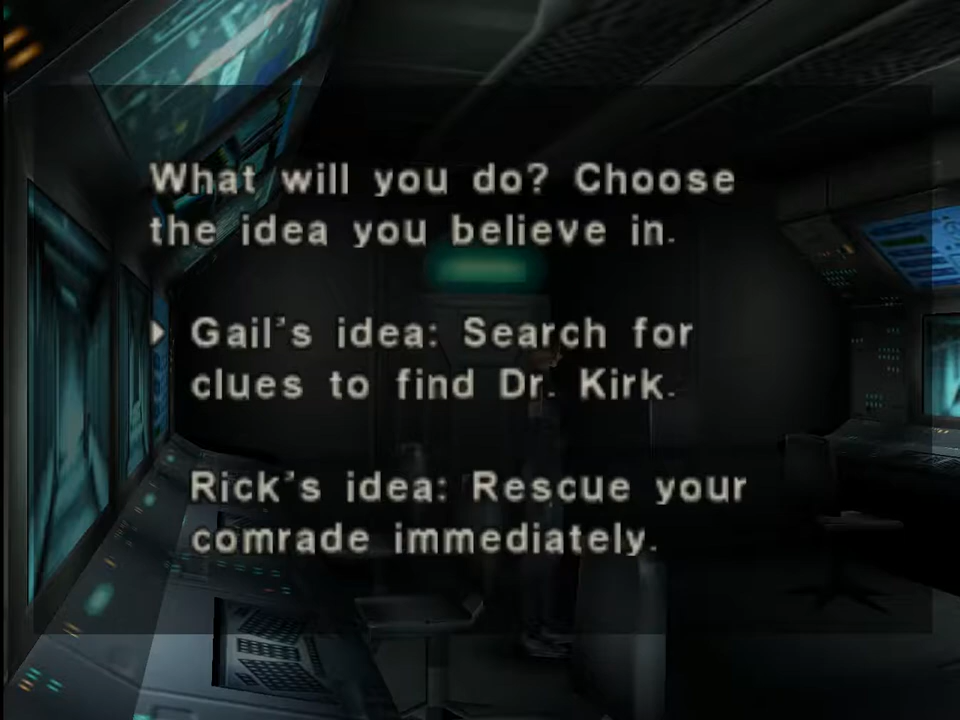 What will you do? Choose
the idea you believe in.
Gail's idea: Search for
clues to find Dr. Kirk.
Rick's idea: Rescue your
comrade immediately.